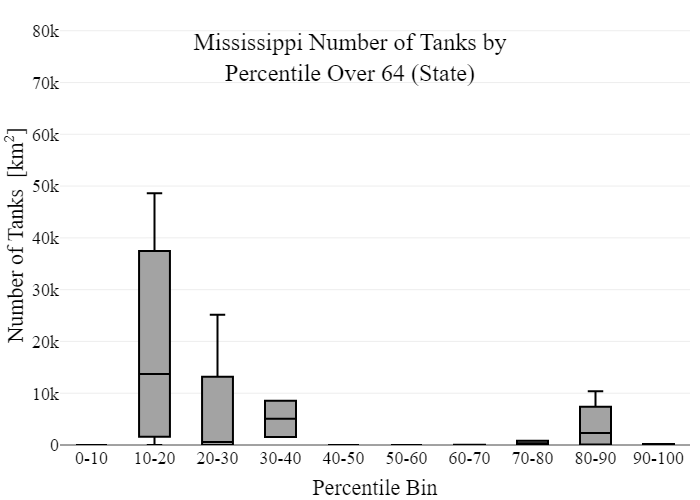 Mississippi Number of Tanks by
Percentile Over 64 (State)
Number of Tanks [km²]
80k
70k
60k
50k
40k
30k
20k
10k
0
0-10 10-20 20-30 30-40 40-50 50-60 60-70 70-80 80-90 90-100
Percentile Bin